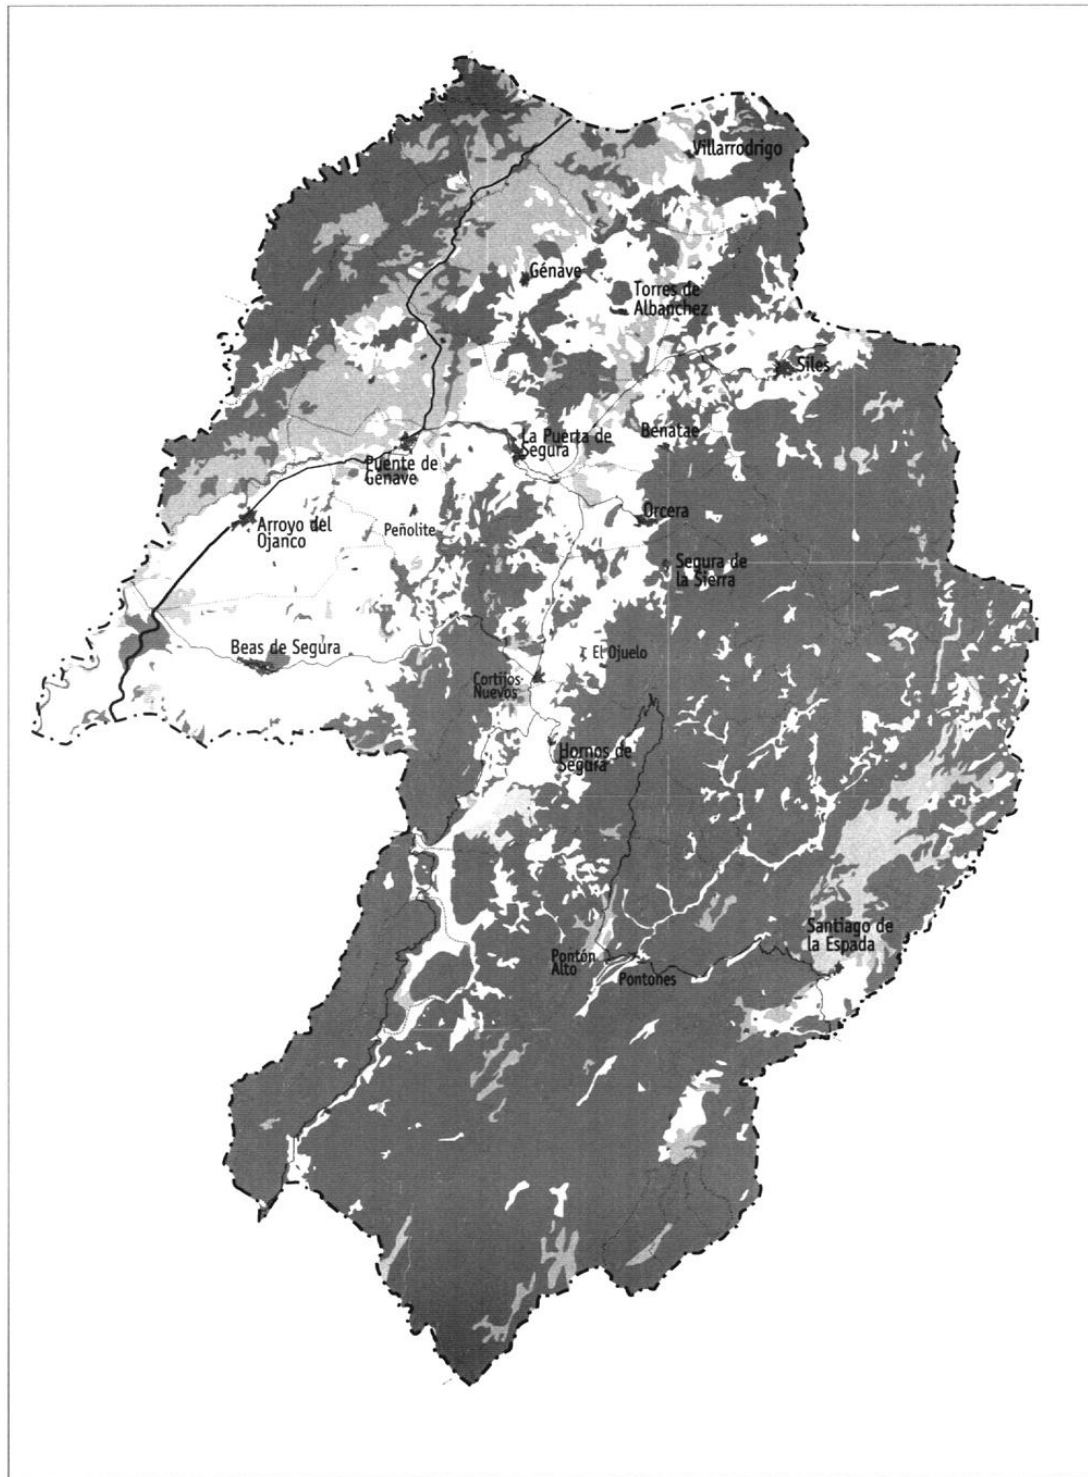 Villarrodrigo
Génave
Torres de
Albanchez
Siles
Benatae
La Puerta de
Segura
Puente de
Génave
Orcera
Arroyo del
Ojanco
Peñolite
Segura de
la Sierra
Beas de Segura
El Ojuelo
Cortijos-
Nuevos
Hornos de
Segura
Santiago de
la Espada
Pontón
Alto
Pontones